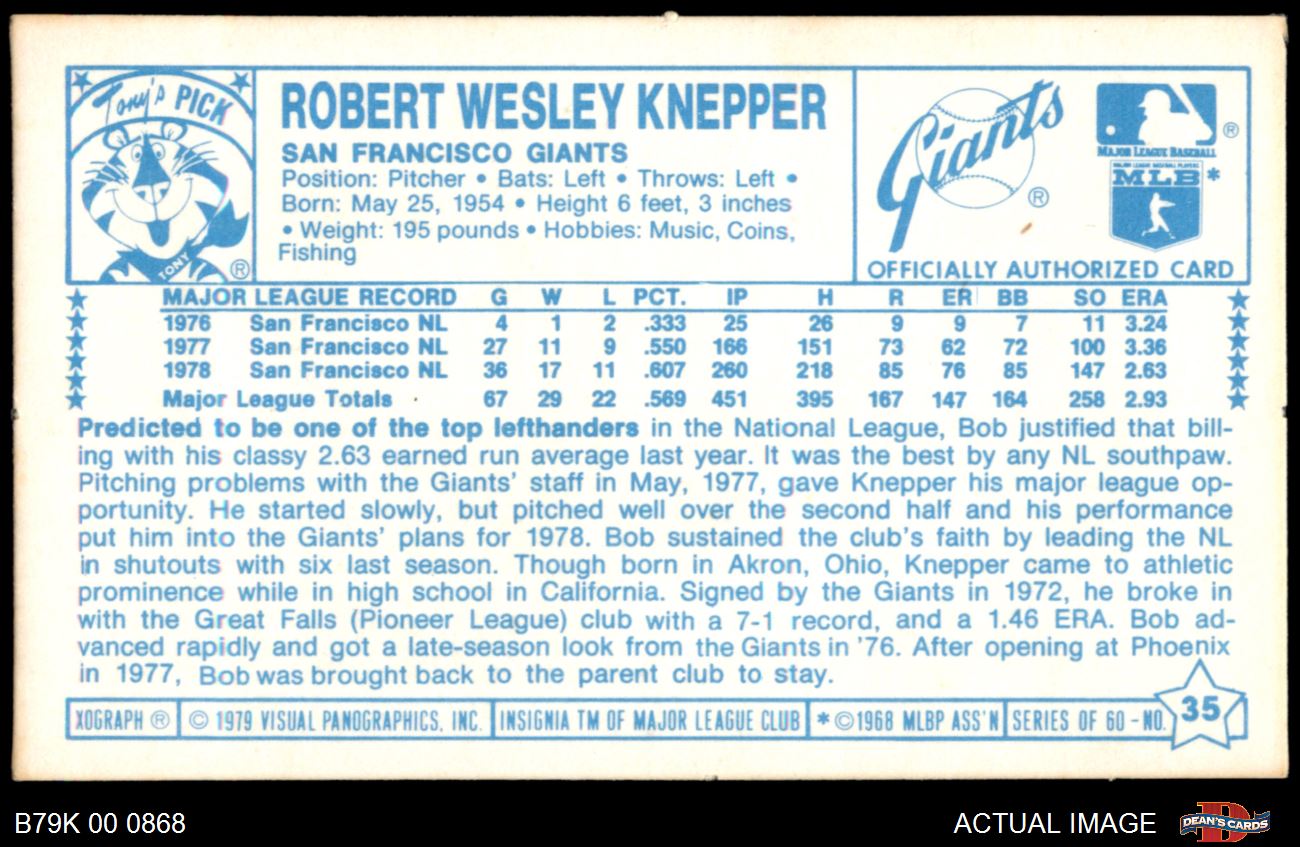 Tony's PICK
TONY
®
ROBERT WESLEY KNEPPER
SAN FRANCISCO GIANTS
Position: Pitcher • Bats: Left • Throws: Left •
Born: May 25, 1954 • Height 6 feet, 3 inches
• Weight: 195 pounds • Hobbies: Music, Coins,
Fishing
Giants
®
®
MAJOR LEAGUE BASEBALL
MAJOR LEAGUE BASEBALL PLAYERS
MLB *
OFFICIALLY AUTHORIZED CARD
MAJOR LEAGUE RECORD G W L PCT. IP H R ER BB SO ERA
1976 San Francisco NL 4 1 2 .333 25 26 9 9 7 11 3.24
1977 San Francisco NL 27 11 9 .550 166 151 73 62 72 100 3.36
1978 San Francisco NL 36 17 11 .607 260 218 85 76 85 147 2.63
Major League Totals 67 29 22 .569 451 395 167 147 164 258 2.93
Predicted to be one of the top lefthanders in the National League, Bob justified that bill-
ing with his classy 2.63 earned run average last year. It was the best by any NL southpaw.
Pitching problems with the Giants' staff in May, 1977, gave Knepper his major league op-
portunity. He started slowly, but pitched well over the second half and his performance
put him into the Giants' plans for 1978. Bob sustained the club's faith by leading the NL
in shutouts with six last season. Though born in Akron, Ohio, Knepper came to athletic
prominence while in high school in California. Signed by the Giants in 1972, he broke in
with the Great Falls (Pioneer League) club with a 7-1 record, and a 1.46 ERA. Bob ad-
vanced rapidly and got a late-season look from the Giants in '76. After opening at Phoenix
in 1977, Bob was brought back to the parent club to stay.
XOGRAPH ® © 1979 VISUAL PANOGRAPHICS, INC. INSIGNIA TM OF MAJOR LEAGUE CLUB * ©1968 MLBP ASS'N SERIES OF 60 - NO. 35
B79K 00 0868
ACTUAL IMAGE
D
DEAN'S CARDS